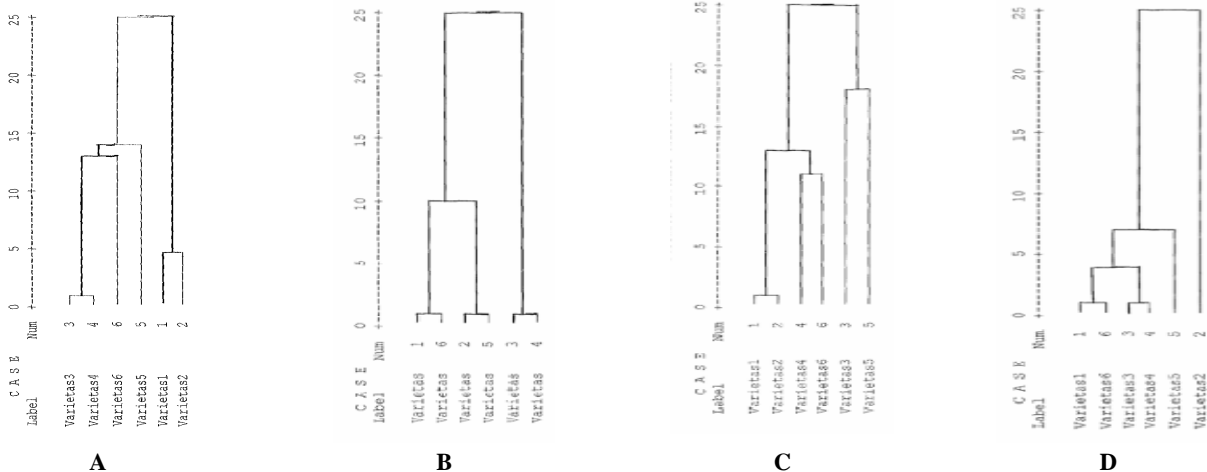 25
20
15
10
5
0
Num
3
4
6
5
1
2
C A S E
Label
Varietas3
Varietas4
Varietas6
Varietas5
Varietas1
Varietas2
A
25
20
15
10
5
0
Num
1
6
2
5
3
4
C A S E
Label
Varietas
Varietas
Varietas
Varietas
Varietas
Varietas
B
25
20
15
10
5
0
Num
1
2
4
6
3
5
C A S E
Label
Varietas1
Varietas2
Varietas4
Varietas6
Varietas3
Varietas5
C
25
20
15
10
5
0
Num
1
6
3
4
5
2
C A S E
Label
Varietas1
Varietas6
Varietas3
Varietas4
Varietas5
Varietas2
D